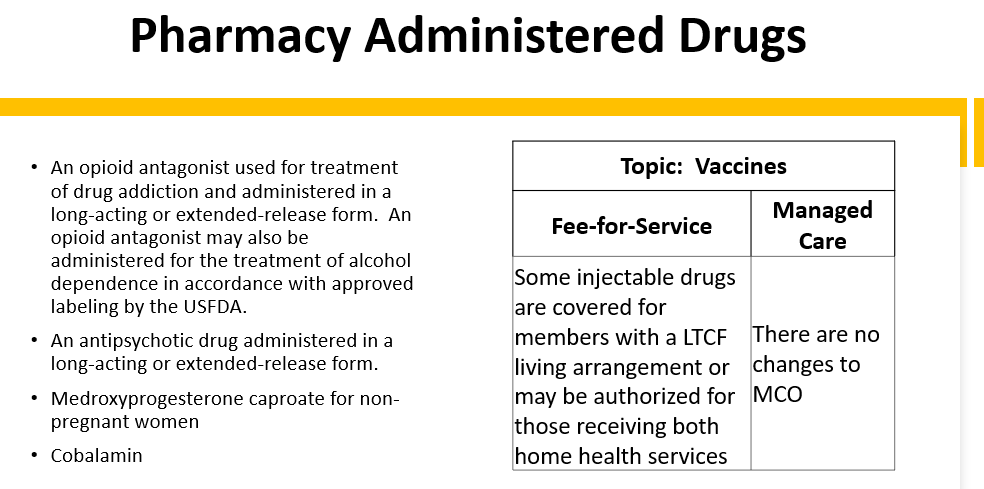 Pharmacy Administered Drugs
• An opioid antagonist used for treatment
of drug addiction and administered in a
long-acting or extended-release form.  An
opioid antagonist may also be
administered for the treatment of alcohol
dependence in accordance with approved
labeling by the USFDA.
• An antipsychotic drug administered in a
long-acting or extended-release form.
• Medroxyprogesterone caproate for non-
pregnant women
• Cobalamin
Topic:  Vaccines
Fee-for-Service
Managed
Care
Some injectable drugs
are covered for
members with a LTCF
living arrangement or
may be authorized for
those receiving both
home health services
There are no
changes to
MCO